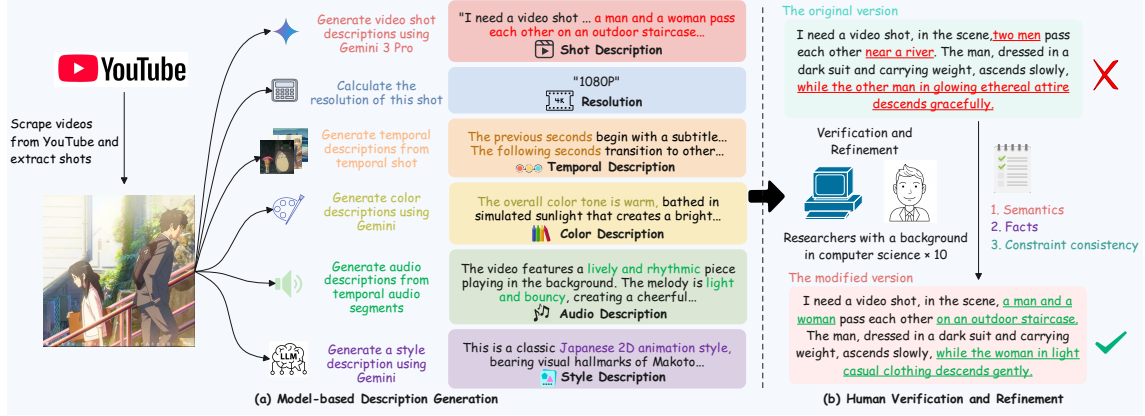 YouTube
Scrape videos
from YouTube and
extract shots
Generate video shot
descriptions using
Gemini 3 Pro
"I need a video shot ... a man and a woman pass
each other on an outdoor staircase...
Shot Description
Calculate the
resolution of this shot
"1080P"
4K
Resolution
Generate temporal
descriptions from
temporal shot
The previous seconds begin with a subtitle...
The following seconds transition to other...
Temporal Description
Generate color
descriptions using
Gemini
The overall color tone is warm, bathed in
simulated sunlight that creates a bright...
Color Description
Generate audio
descriptions from
temporal audio
segments
The video features a lively and rhythmic piece
playing in the background. The melody is light
and bouncy, creating a cheerful...
Audio Description
LLM
Generate a style
description using
Gemini
This is a classic Japanese 2D animation style,
bearing visual hallmarks of Makoto...
Style Description
(a) Model-based Description Generation
The original version
I need a video shot, in the scene,two men pass
each other near a river. The man, dressed in a
dark suit and carrying weight, ascends slowly,
while the other man in glowing ethereal attire
descends gracefully.
Verification and
Refinement
Researchers with a background
in computer science × 10
1. Semantics
2. Facts
3. Constraint consistency
The modified version
I need a video shot, in the scene, a man and a
woman pass each other on an outdoor staircase.
The man, dressed in a dark suit and carrying
weight, ascends slowly, while the woman in light
casual clothing descends gently.
(b) Human Verification and Refinement